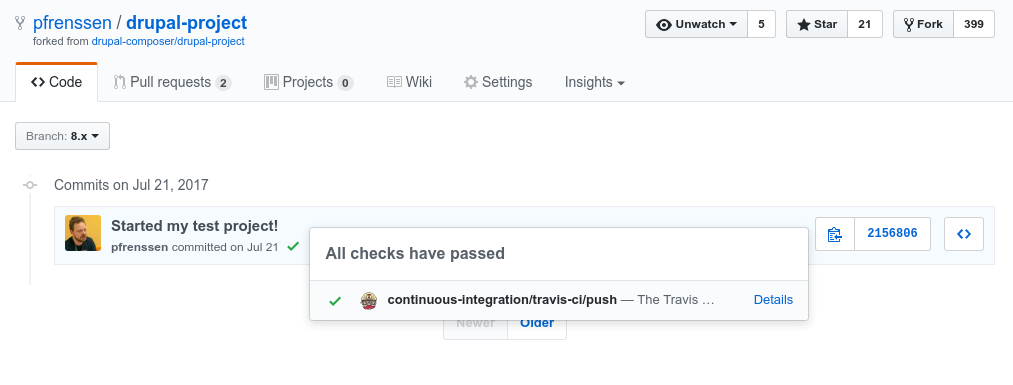 pfrenssen / drupal-project
Unwatch 5 Star 21 Fork 399
forked from drupal-composer/drupal-project
Code Pull requests 2 Projects 0 Wiki Settings Insights
Branch: 8.x
Commits on Jul 21, 2017
Started my test project!
pfrenssen committed on Jul 21
2156806
All checks have passed
continuous-integration/travis-ci/push — The Travis … Details
Newer Older